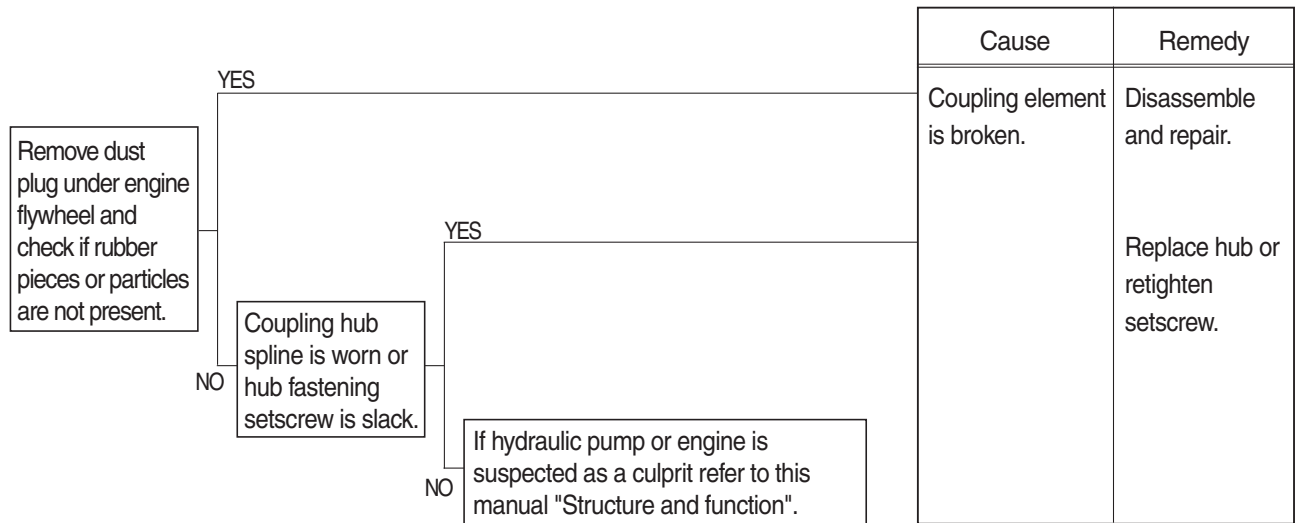 Cause
Remedy
YES
Coupling element
is broken.
Disassemble
and repair.
Remove dust
plug under engine
flywheel and
check if rubber
pieces or particles
are not present.
YES
Replace hub or
retighten
setscrew.
NO
Coupling hub
spline is worn or
hub fastening
setscrew is slack.
NO
If hydraulic pump or engine is
suspected as a culprit refer to this
manual "Structure and function".